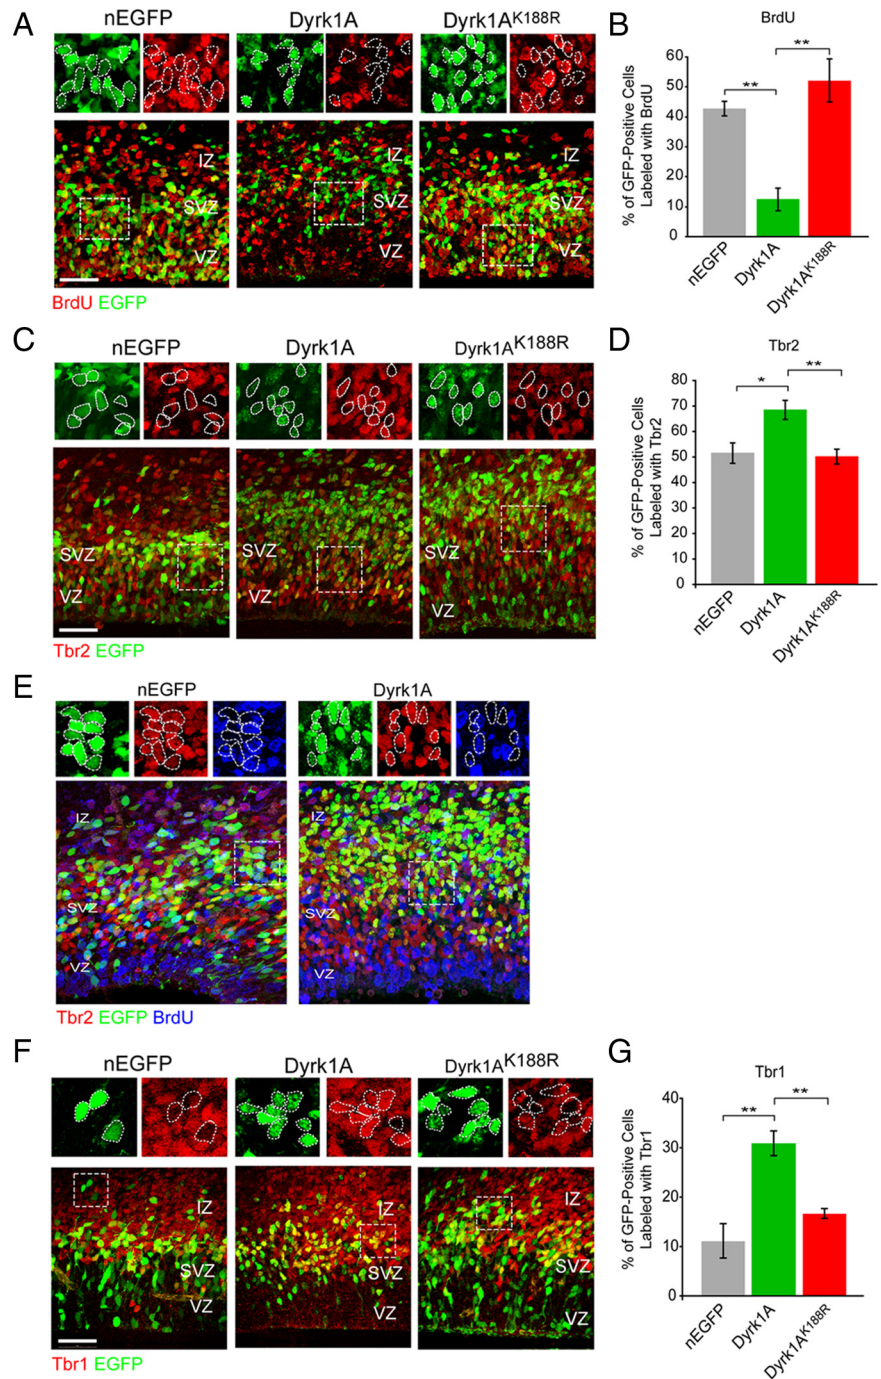 A
nEGFP
Dyrk1A
Dyrk1AK188R
IZ
SVZ
VZ
IZ
SVZ
VZ
IZ
SVZ
VZ
BrdU EGFP
B
BrdU
% of GFP-Positive Cells
Labeled with BrdU
60
50
40
30
20
10
0
**
**
nEGFP
Dyrk1A
Dyrk1AK188R
C
nEGFP
Dyrk1A
Dyrk1AK188R
SVZ
VZ
SVZ
VZ
SVZ
VZ
Tbr2 EGFP
D
Tbr2
% of GFP-Positive Cells
Labeled with Tbr2
80
70
60
50
40
30
20
10
0
*
**
nEGFP
Dyrk1A
Dyrk1AK188R
E
nEGFP
Dyrk1A
IZ
SVZ
VZ
IZ
SVZ
VZ
Tbr2 EGFP BrdU
F
nEGFP
Dyrk1A
Dyrk1AK188R
IZ
SVZ
VZ
IZ
SVZ
VZ
IZ
SVZ
VZ
Tbr1 EGFP
G
Tbr1
% of GFP-Positive Cells
Labeled with Tbr1
40
30
20
10
0
**
**
nEGFP
Dyrk1A
Dyrk1AK188R